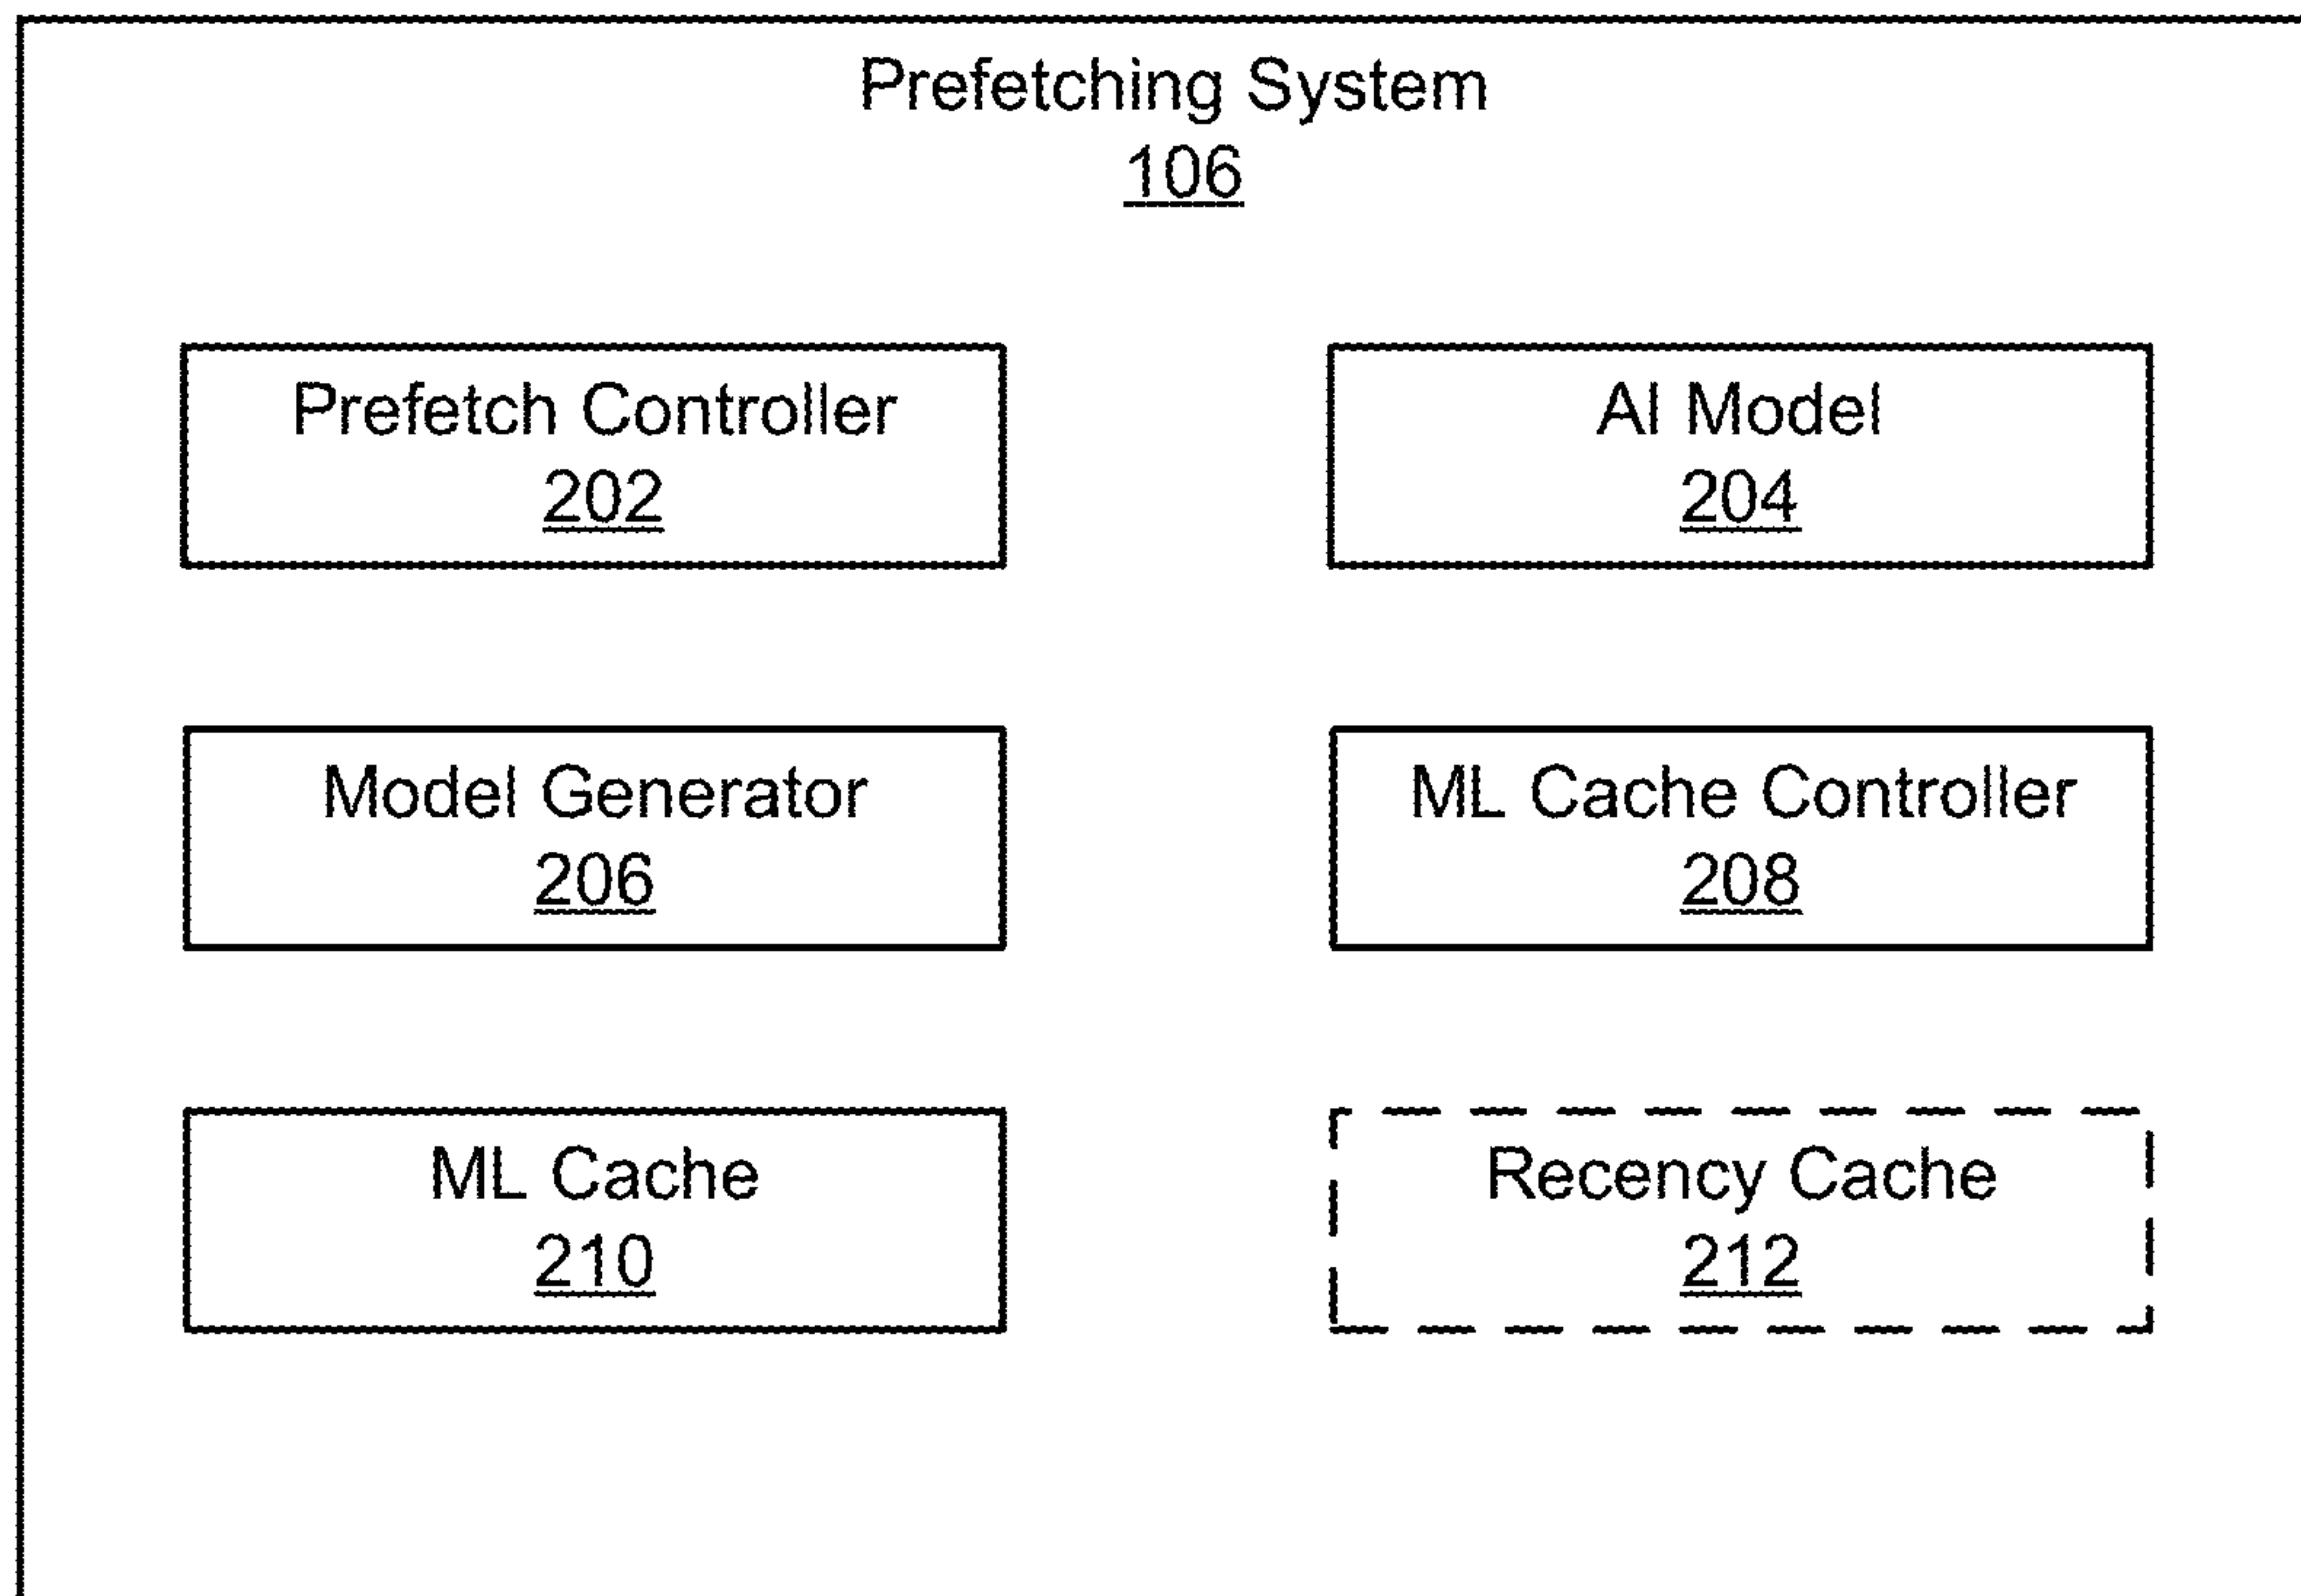 Prefetching System
106
Prefetch Controller
202
AI Model
204
Model Generator
206
ML Cache Controller
208
ML Cache
210
Recency Cache
212